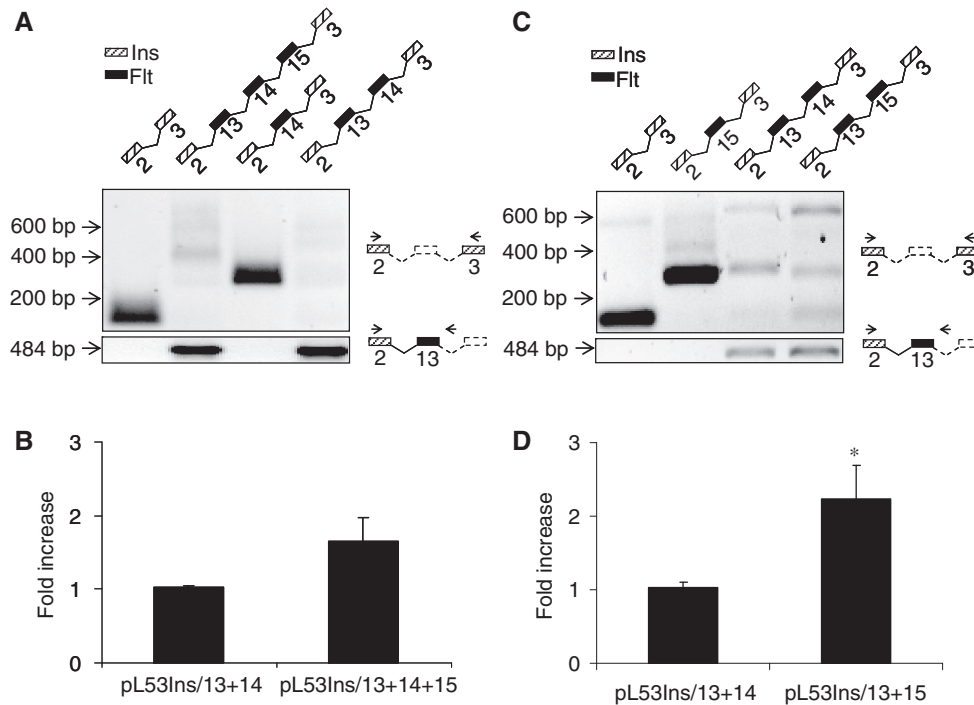 A
Ins
Flt
2 3
2 13 14 15 3
2 14 3
2 13 14 3
600 bp
400 bp
200 bp
484 bp
2 3
2 13
B
Fold increase
3
2
1
0
pL53Ins/13+14
pL53Ins/13+14+15
C
Ins
Flt
2 3
2 15 3
2 13 14 3
2 13 15 3
600 bp
400 bp
200 bp
484 bp
2 3
2 13
D
Fold increase
3
2
1
0
*
pL53Ins/13+14
pL53Ins/13+15